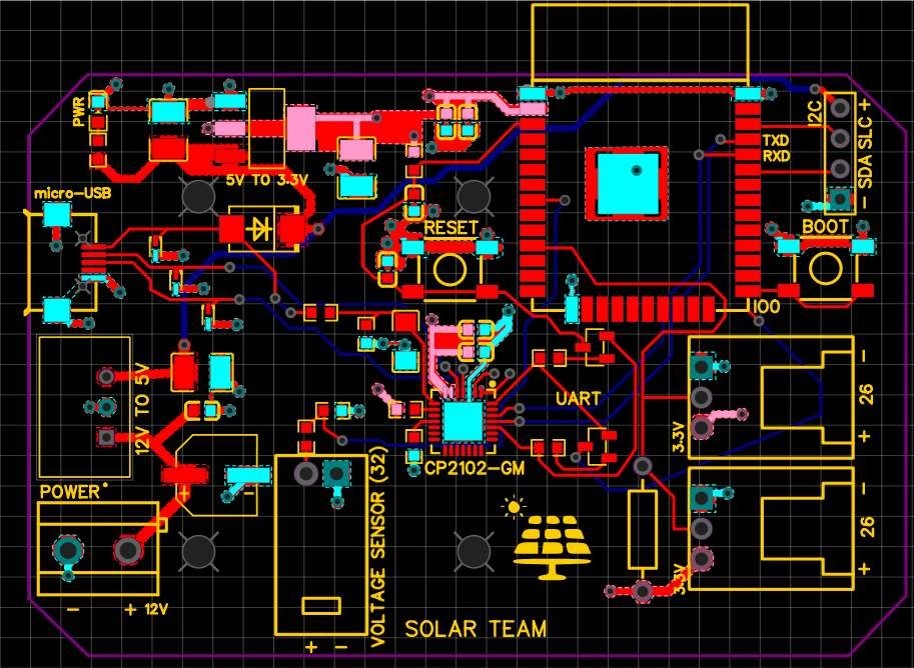 PWR
I2C
+
SLC
SDA
-
TXD
RXD
5V TO 3.3V
micro-USB
RESET
BOOT
IO0
12V TO 5V
UART
3.3V
-
26
+
CP2102-GM
POWER
+
-
VOLTAGE SENSOR (32)
3.3V
-
26
+
- + 12V
SOLAR TEAM
+ -